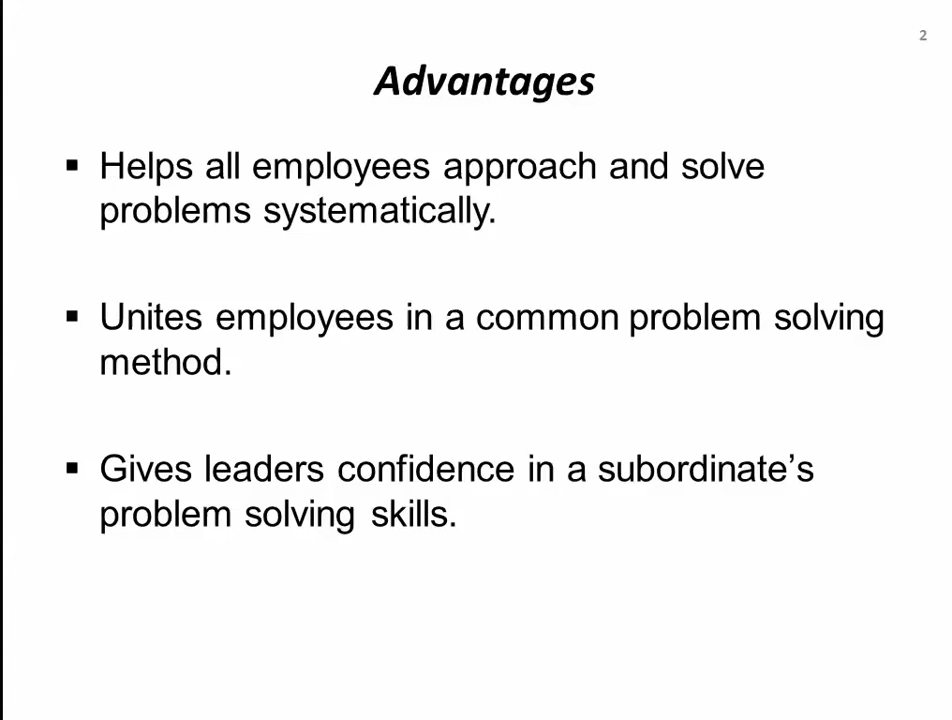 2
Advantages
▪ Helps all employees approach and solve
problems systematically.
▪ Unites employees in a common problem solving
method.
▪ Gives leaders confidence in a subordinate’s
problem solving skills.